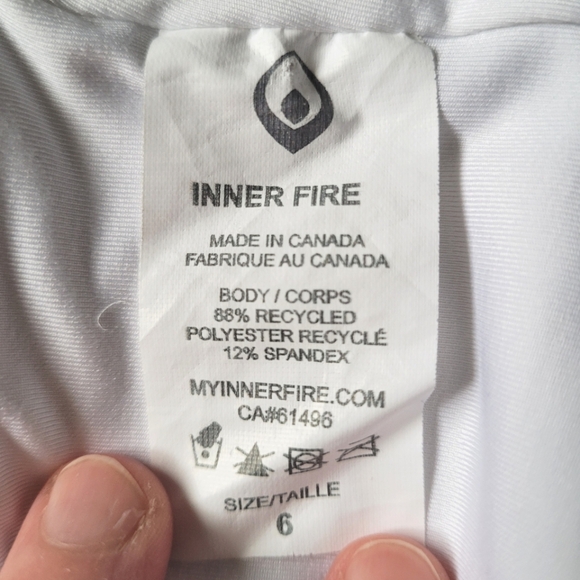 INNER FIRE
MADE IN CANADA
FABRIQUE AU CANADA
BODY / CORPS
88% RECYCLED
POLYESTER RECYCLÉ
12% SPANDEX
MYINNERFIRE.COM
CA#61496
SIZE/TAILLE
6